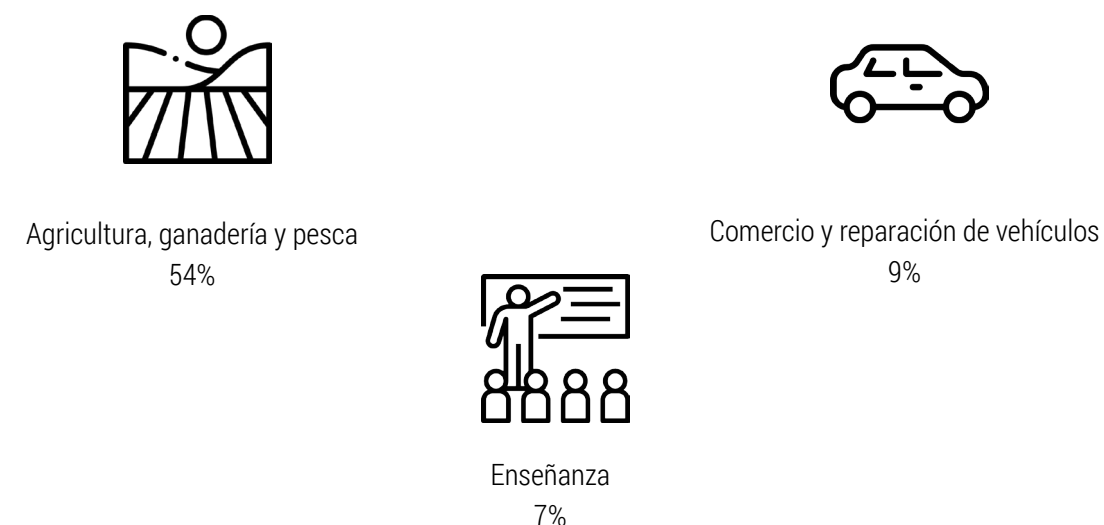 Agricultura, ganadería y pesca
54%
Comercio y reparación de vehículos
9%
Enseñanza
7%